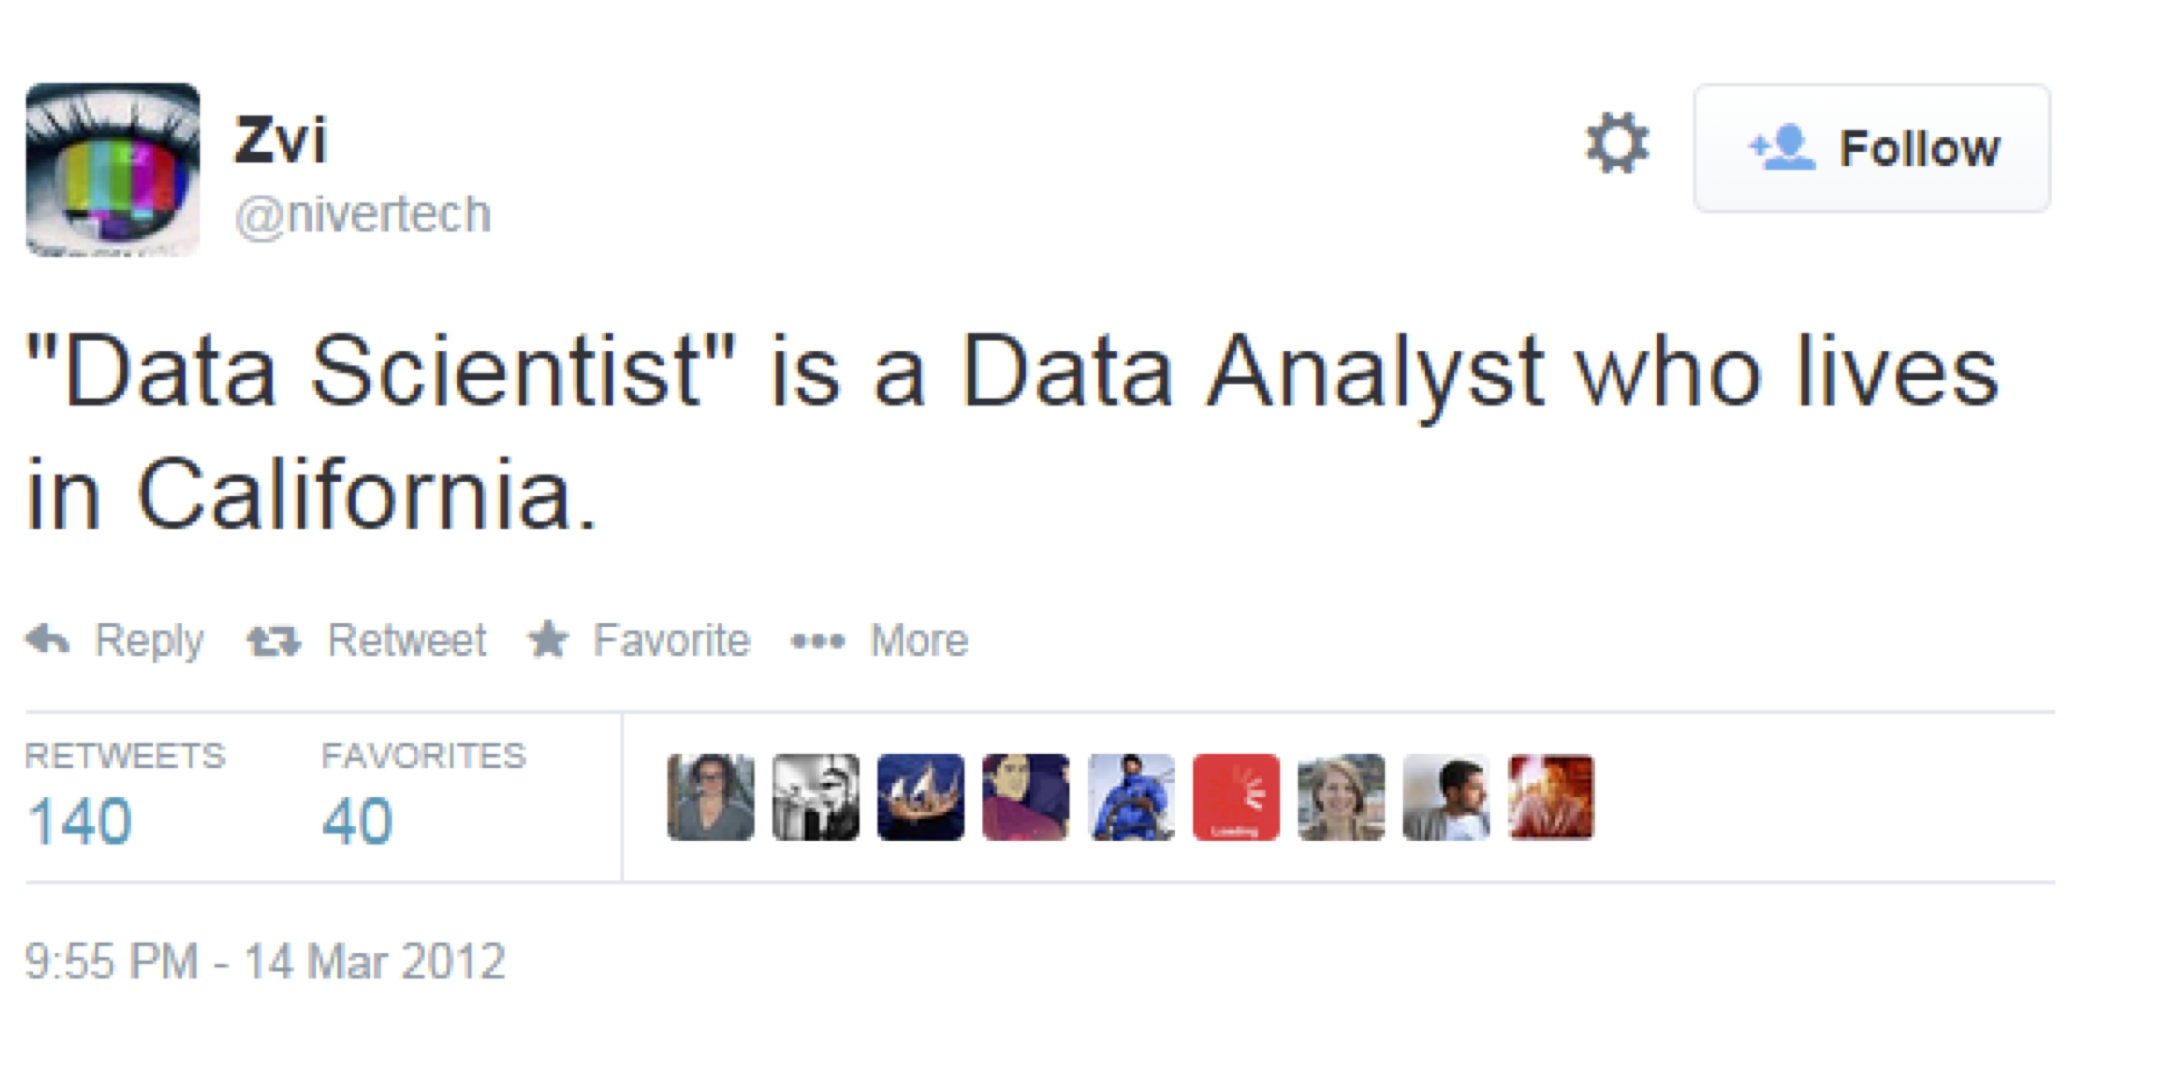 Zvi
@nivertech
Follow
"Data Scientist" is a Data Analyst who lives
in California.
Reply Retweet Favorite More
RETWEETS FAVORITES
140 40
Loading
9:55 PM - 14 Mar 2012